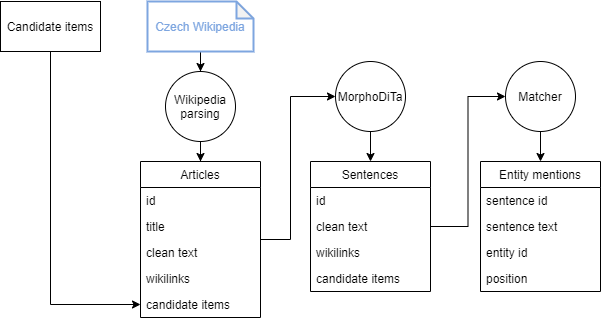 Candidate items
Czech Wikipedia
Wikipedia
parsing
MorphoDiTa
Matcher
Articles
id
title
clean text
wikilinks
candidate items
Sentences
id
clean text
wikilinks
candidate items
Entity mentions
sentence id
sentence text
entity id
position